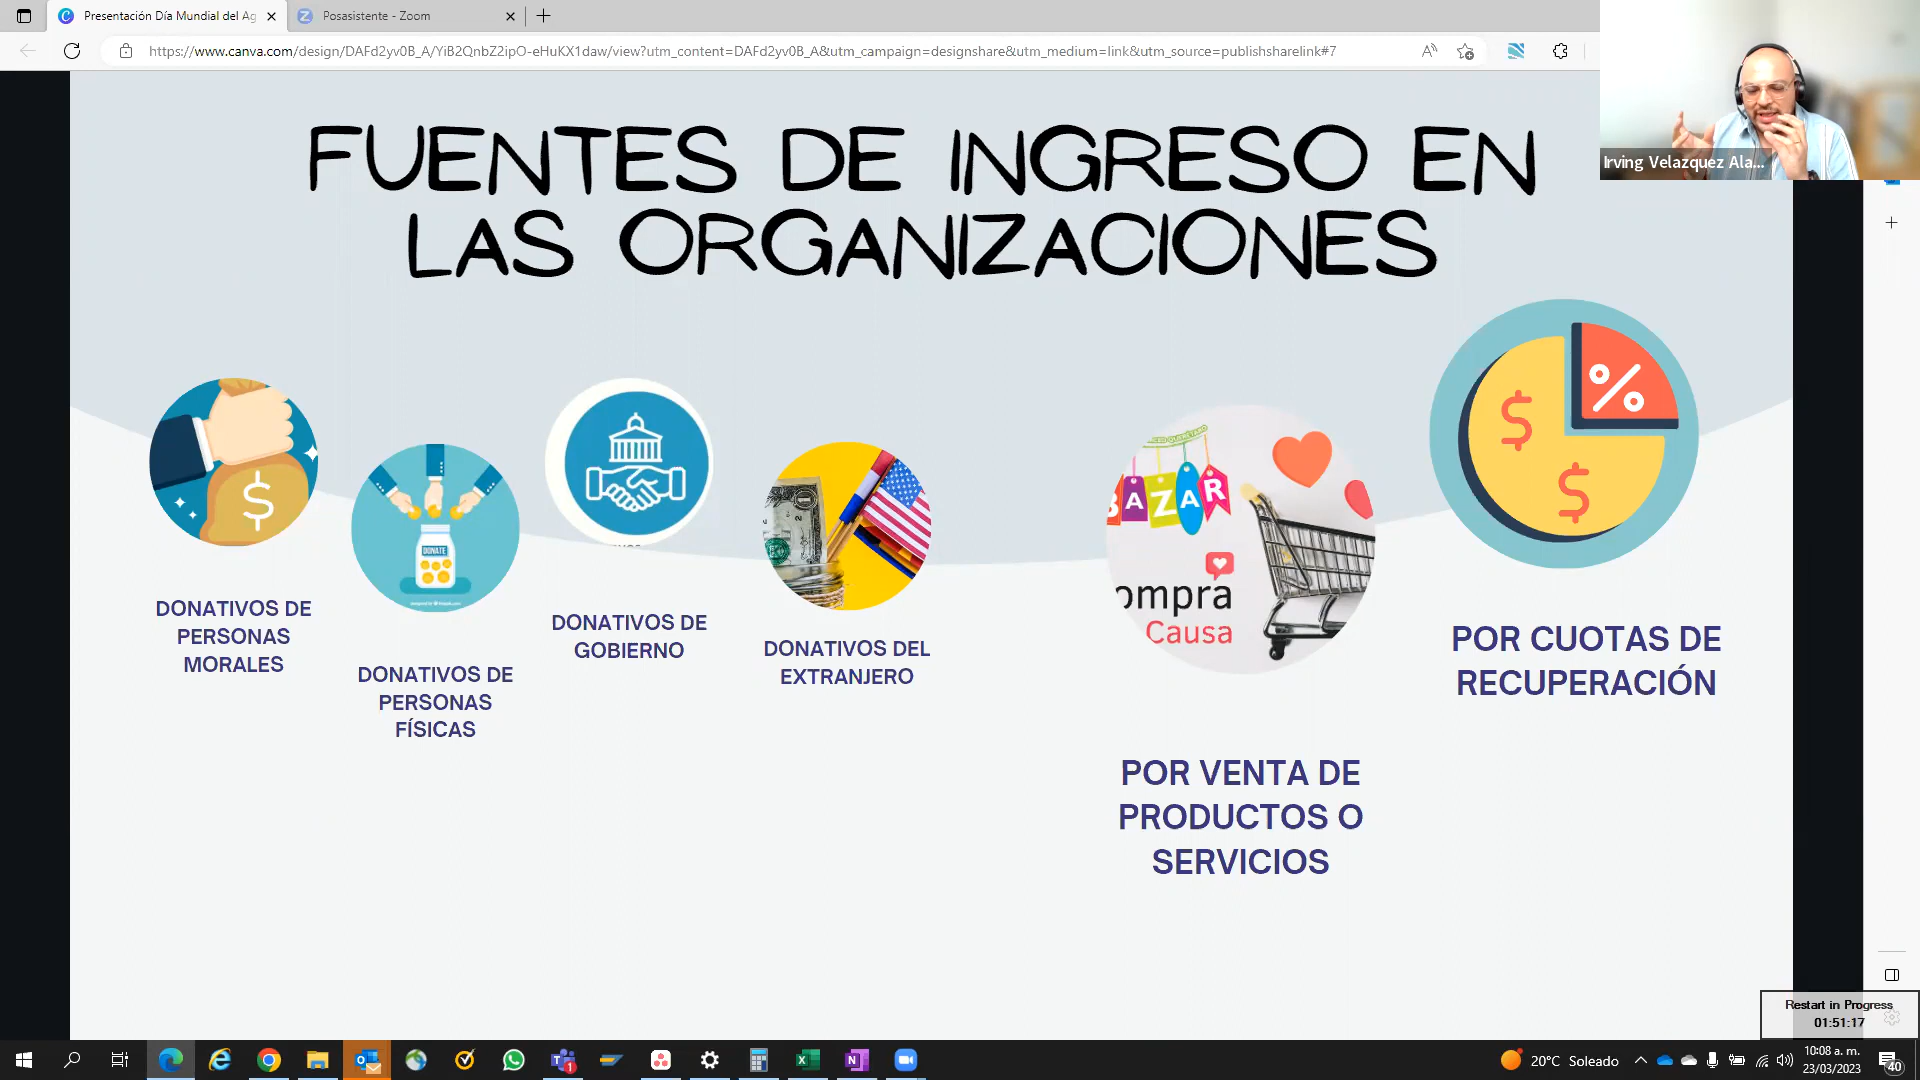 Presentación Día Mundial del Ag
Posasistente - Zoom
https://www.canva.com/design/DAFd2yv0B_A/YiB2QnbZ2ipO-eHuKX1daw/view?utm_content=DAFd2yv0B_A&utm_campaign=designshare&utm_medium=link&utm_source=publishsharelink#7
Irving Velazquez Ala...
FUENTES DE INGRESO EN
LAS ORGANIZACIONES
$
DONATE
$
%
$
BAZAR
ompra
Causa
DONATIVOS DE
PERSONAS
MORALES
DONATIVOS DE
PERSONAS
FÍSICAS
DONATIVOS DE
GOBIERNO
DONATIVOS DEL
EXTRANJERO
POR VENTA DE
PRODUCTOS O
SERVICIOS
POR CUOTAS DE
RECUPERACIÓN
Restart in Progress
01:51:17
20°C Soleado
10:08 a. m.
23/03/2023
40